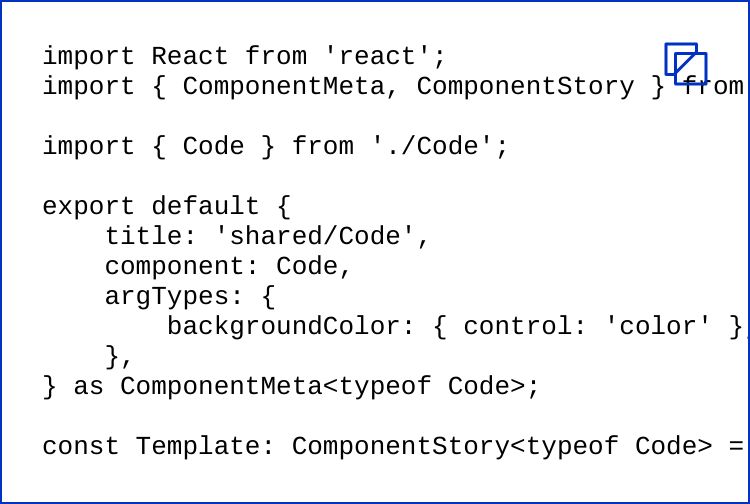 import React from 'react';
import { ComponentMeta, ComponentStory } from

import { Code } from './Code';

export default {
    title: 'shared/Code',
    component: Code,
    argTypes: {
        backgroundColor: { control: 'color' },
    },
} as ComponentMeta<typeof Code>;

const Template: ComponentStory<typeof Code> =